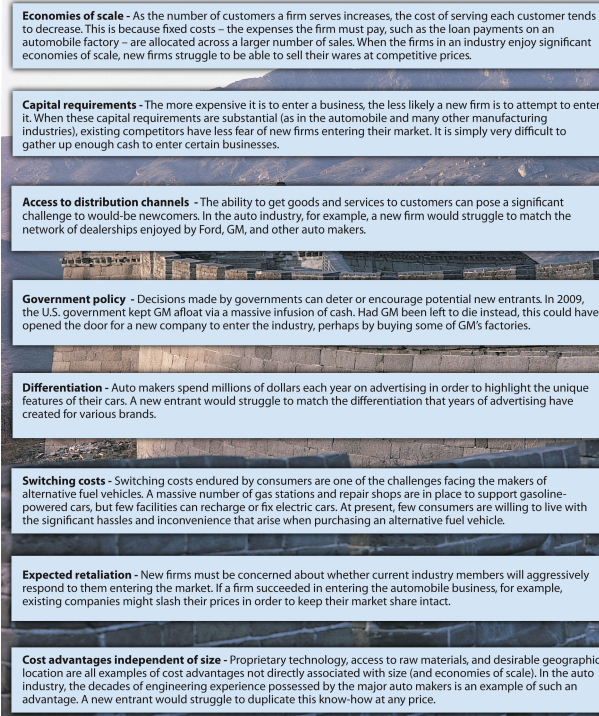 Economies of scale - As the number of customers a firm serves increases, the cost of serving each customer tends
to decrease. This is because fixed costs – the expenses the firm must pay, such as the loan payments on an
automobile factory – are allocated across a larger number of sales. When the firms in an industry enjoy significant
economies of scale, new firms struggle to be able to sell their wares at competitive prices.
Capital requirements - The more expensive it is to enter a business, the less likely a new firm is to attempt to enter
it. When these capital requirements are substantial (as in the automobile and many other manufacturing
industries), existing competitors have less fear of new firms entering their market. It is simply very difficult to
gather up enough cash to enter certain businesses.
Access to distribution channels - The ability to get goods and services to customers can pose a significant
challenge to would-be newcomers. In the auto industry, for example, a new firm would struggle to match the
network of dealerships enjoyed by Ford, GM, and other auto makers.
Government policy - Decisions made by governments can deter or encourage potential new entrants. In 2009,
the U.S. government kept GM afloat via a massive infusion of cash. Had GM been left to die instead, this could have
opened the door for a new company to enter the industry, perhaps by buying some of GM's factories.
Differentiation - Auto makers spend millions of dollars each year on advertising in order to highlight the unique
features of their cars. A new entrant would struggle to match the differentiation that years of advertising have
created for various brands.
Switching costs - Switching costs endured by consumers are one of the challenges facing the makers of
alternative fuel vehicles. A massive number of gas stations and repair shops are in place to support gasoline-
powered cars, but few facilities can recharge or fix electric cars. At present, few consumers are willing to live with
the significant hassles and inconvenience that arise when purchasing an alternative fuel vehicle.
Expected retaliation - New firms must be concerned about whether current industry members will aggressively
respond to them entering the market. If a firm succeeded in entering the automobile business, for example,
existing companies might slash their prices in order to keep their market share intact.
Cost advantages independent of size - Proprietary technology, access to raw materials, and desirable geographic
location are all examples of cost advantages not directly associated with size (and economies of scale). In the auto
industry, the decades of engineering experience possessed by the major auto makers is an example of such an
advantage. A new entrant would struggle to duplicate this know-how at any price.